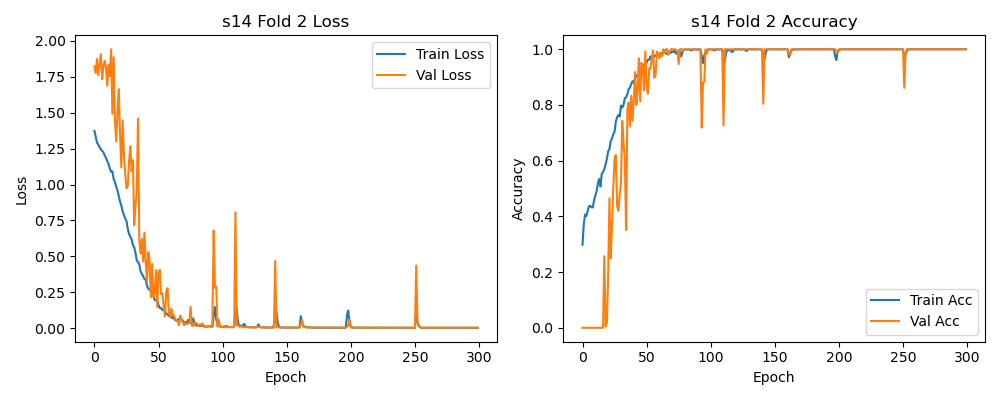 s14 Fold 2 Loss
2.00
1.75
1.50
1.25
1.00
0.75
0.50
0.25
0.00
Loss
0 50 100 150 200 250 300
Epoch
Train Loss
Val Loss
s14 Fold 2 Accuracy
1.0
0.8
0.6
0.4
0.2
0.0
Accuracy
0 50 100 150 200 250 300
Epoch
Train Acc
Val Acc